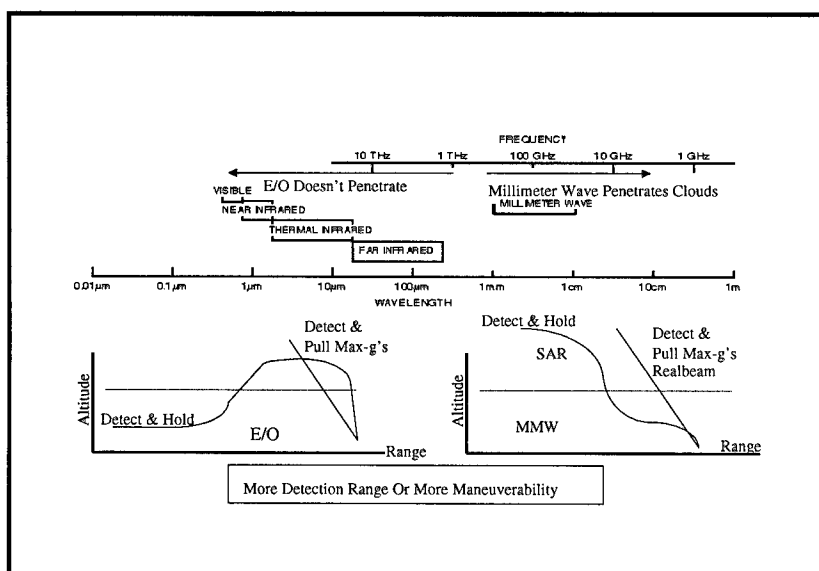 FREQUENCY
10 THz 1 THz 100 GHz 10 GHz 1 GHz
E/O Doesn't Penetrate
Millimeter Wave Penetrates Clouds
VISIBLE
MILLIMETER WAVE
NEAR INFRARED
THERMAL INFRARED
FAR INFRARED
0.01µm 0.1µm 1µm 10µm 100µm 1mm 1cm 10cm 1m
WAVELENGTH
Detect &
Pull Max-g's
Altitude
Detect & Hold
E/O
Range
Detect & Hold
SAR
Detect &
Pull Max-g's
Realbeam
Altitude
MMW
Range
More Detection Range Or More Maneuverability